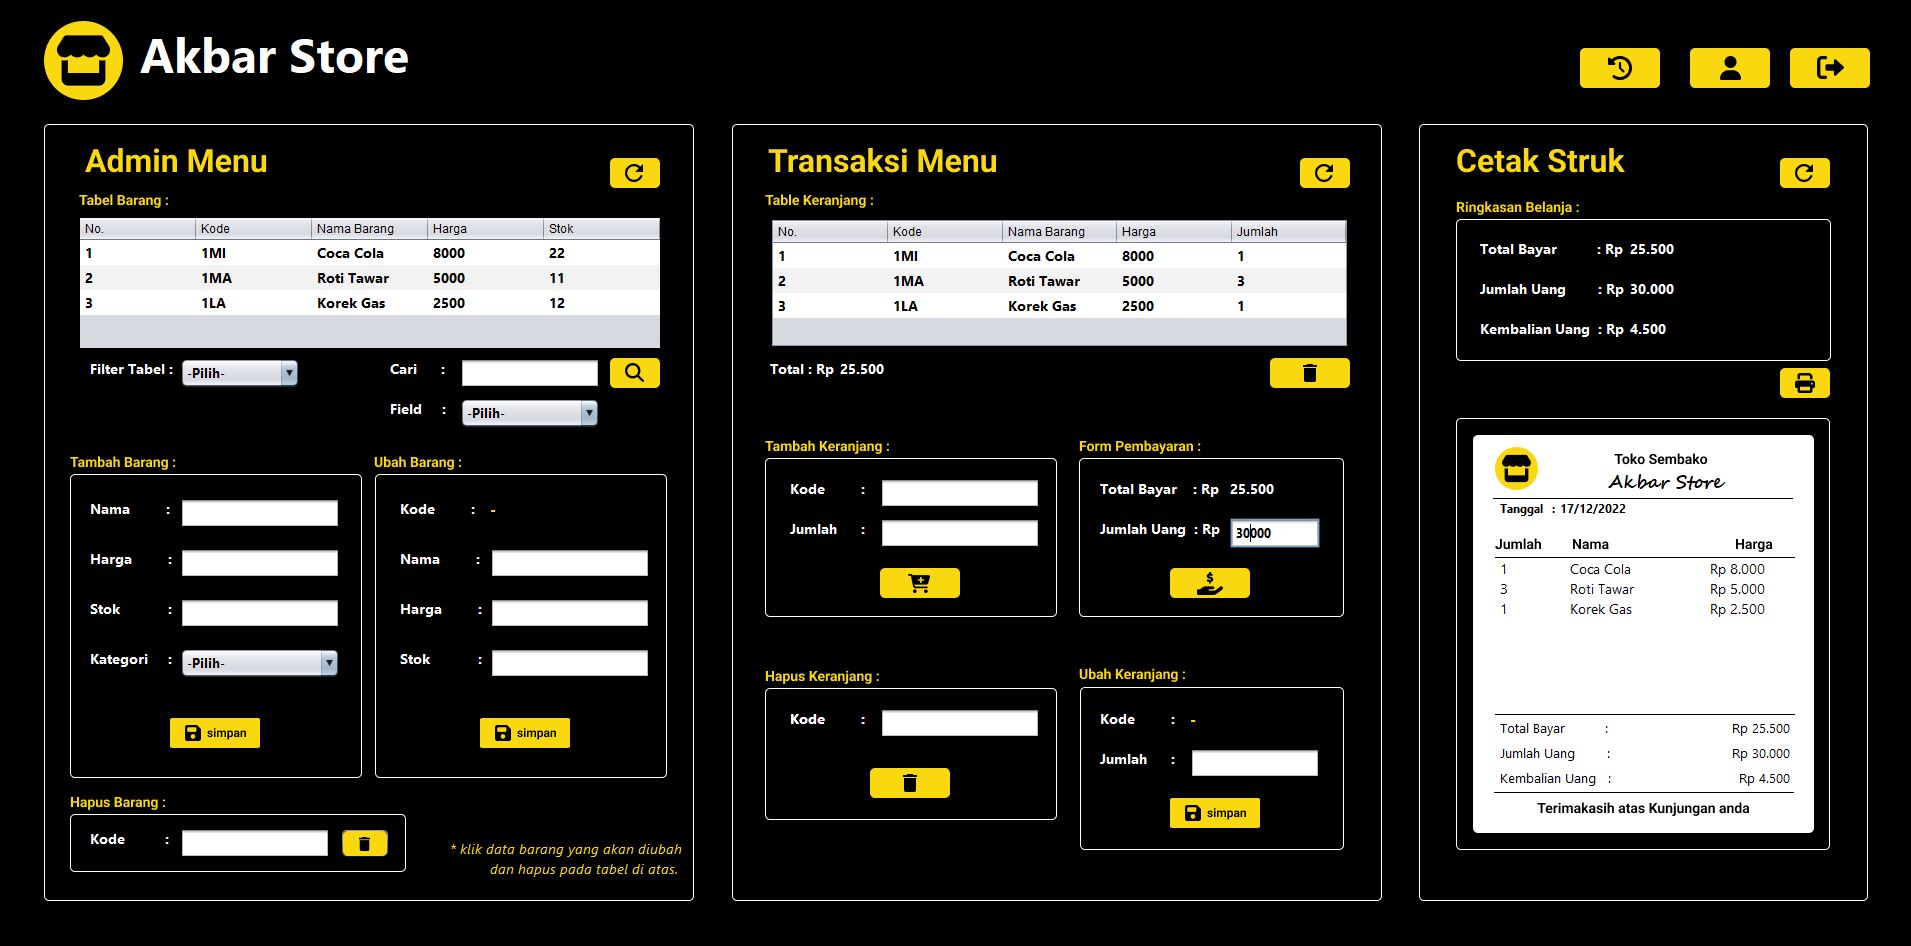 Akbar Store
Admin Menu
Tabel Barang :
No. Kode Nama Barang Harga Stok
1 1MI Coca Cola 8000 22
2 1MA Roti Tawar 5000 11
3 1LA Korek Gas 2500 12
Filter Tabel : -Pilih-
Cari :
Field : -Pilih-
Tambah Barang :
Nama :
Harga :
Stok :
Kategori : -Pilih-
simpan
Ubah Barang :
Kode : -
Nama :
Harga :
Stok :
simpan
Hapus Barang :
Kode :
* klik data barang yang akan diubah
dan hapus pada tabel di atas.
Transaksi Menu
Table Keranjang :
No. Kode Nama Barang Harga Jumlah
1 1MI Coca Cola 8000 1
2 1MA Roti Tawar 5000 3
3 1LA Korek Gas 2500 1
Total : Rp 25.500
Tambah Keranjang :
Kode :
Jumlah :
Form Pembayaran :
Total Bayar : Rp 25.500
Jumlah Uang : Rp 30000
Hapus Keranjang :
Kode :
Ubah Keranjang :
Kode : -
Jumlah :
simpan
Cetak Struk
Ringkasan Belanja :
Total Bayar : Rp 25.500
Jumlah Uang : Rp 30.000
Kembalian Uang : Rp 4.500
Toko Sembako
Akbar Store
Tanggal : 17/12/2022
Jumlah Nama Harga
1 Coca Cola Rp 8.000
3 Roti Tawar Rp 5.000
1 Korek Gas Rp 2.500
Total Bayar : Rp 25.500
Jumlah Uang : Rp 30.000
Kembalian Uang : Rp 4.500
Terimakasih atas Kunjungan anda